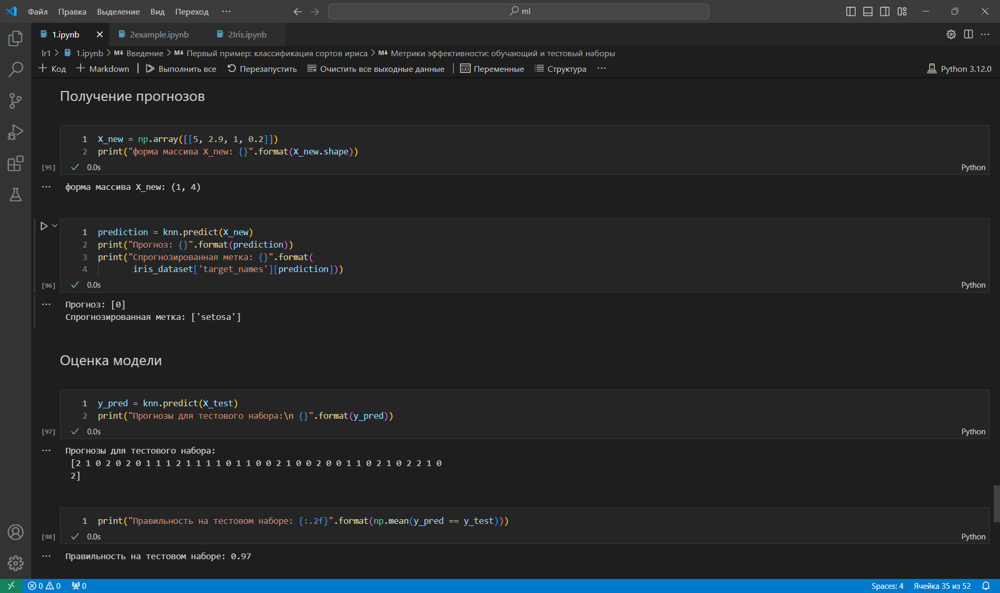 Файл Правка Выделение Вид Переход ··· ml
1.ipynb 2example.ipynb 2Iris.ipynb
lr1 > 1.ipynb > M↓ Введение > M↓ Первый пример: классификация сортов ириса > M↓ Метрики эффективности: обучающий и тестовый наборы
+ Код + Markdown | Выполнить все Перезапустить Очистить все выходные данные | Переменные Структура ··· Python 3.12.0
Получение прогнозов
1 X_new = np.array([[5, 2.9, 1, 0.2]])
2 print("форма массива X_new: {}".format(X_new.shape))
[95] ✓ 0.0s Python
··· форма массива X_new: (1, 4)
1 prediction = knn.predict(X_new)
2 print("Прогноз: {}".format(prediction))
3 print("Спрогнозированная метка: {}".format(
4 iris_dataset['target_names'][prediction]))
[96] ✓ 0.0s Python
··· Прогноз: [0]
Спрогнозированная метка: ['setosa']
Оценка модели
1 y_pred = knn.predict(X_test)
2 print("Прогнозы для тестового набора:\n {}".format(y_pred))
[97] ✓ 0.0s Python
··· Прогнозы для тестового набора:
[2 1 0 2 0 2 0 1 1 1 2 1 1 1 1 0 1 1 0 0 2 1 0 0 2 0 0 1 1 0 2 1 0 2 2 1 0
2]
1 print("Правильность на тестовом наборе: {:.2f}".format(np.mean(y_pred == y_test)))
[98] ✓ 0.0s Python
··· Правильность на тестовом наборе: 0.97
0 0 0 Spaces: 4 Ячейка 35 из 52